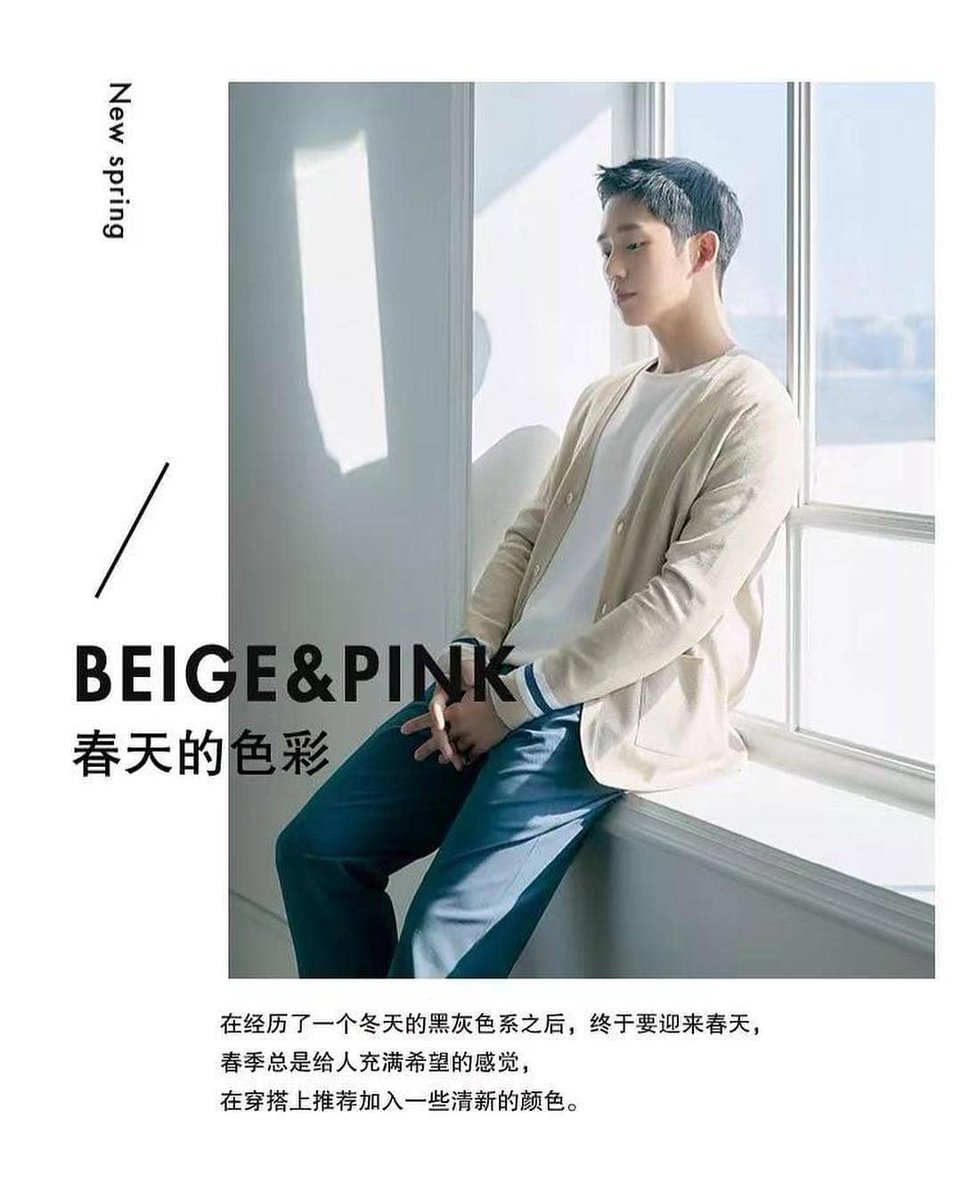 New spring
BEIGE&PINK
春天的色彩
在经历了一个冬天的黑灰色系之后，终于要迎来春天，
春季总是给人充满希望的感觉，
在穿搭上推荐加入一些清新的颜色。